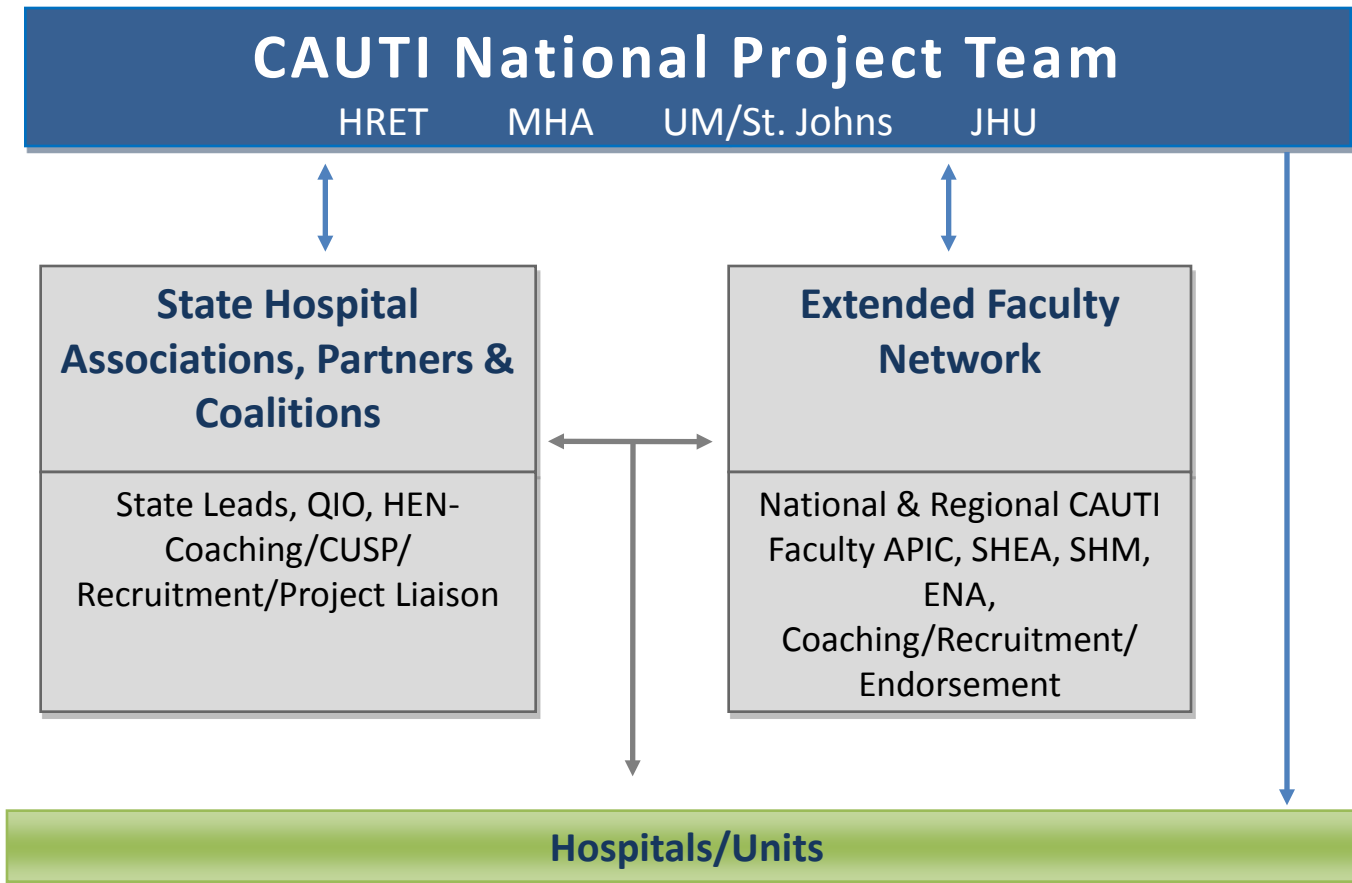 CAUTI National Project Team
HRET MHA UM/St. Johns JHU
State Hospital
Associations, Partners &
Coalitions
State Leads, QIO, HEN-
Coaching/CUSP/
Recruitment/Project Liaison
Extended Faculty
Network
National & Regional CAUTI
Faculty APIC, SHEA, SHM,
ENA,
Coaching/Recruitment/
Endorsement
Hospitals/Units